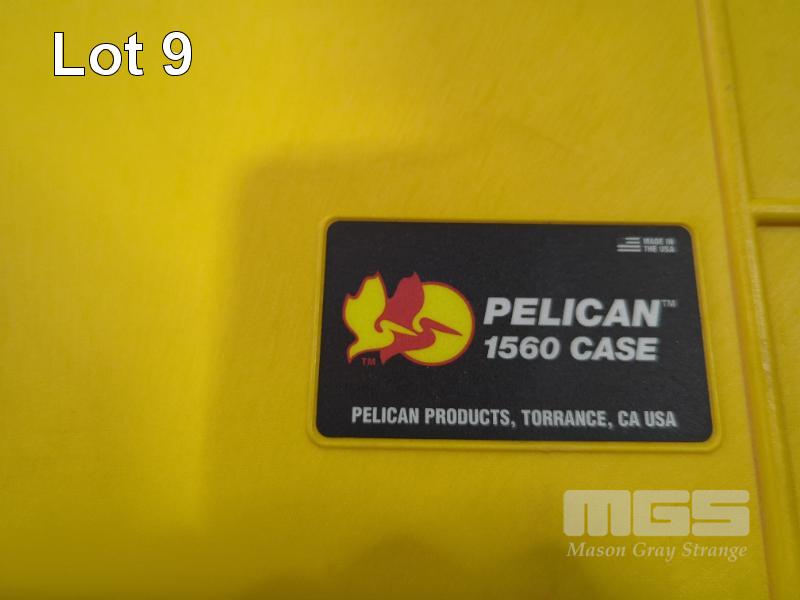 Lot 9
MADE IN
THE USA
PELICAN™
1560 CASE
TM
PELICAN PRODUCTS, TORRANCE, CA USA
MGS
Mason Gray Strange